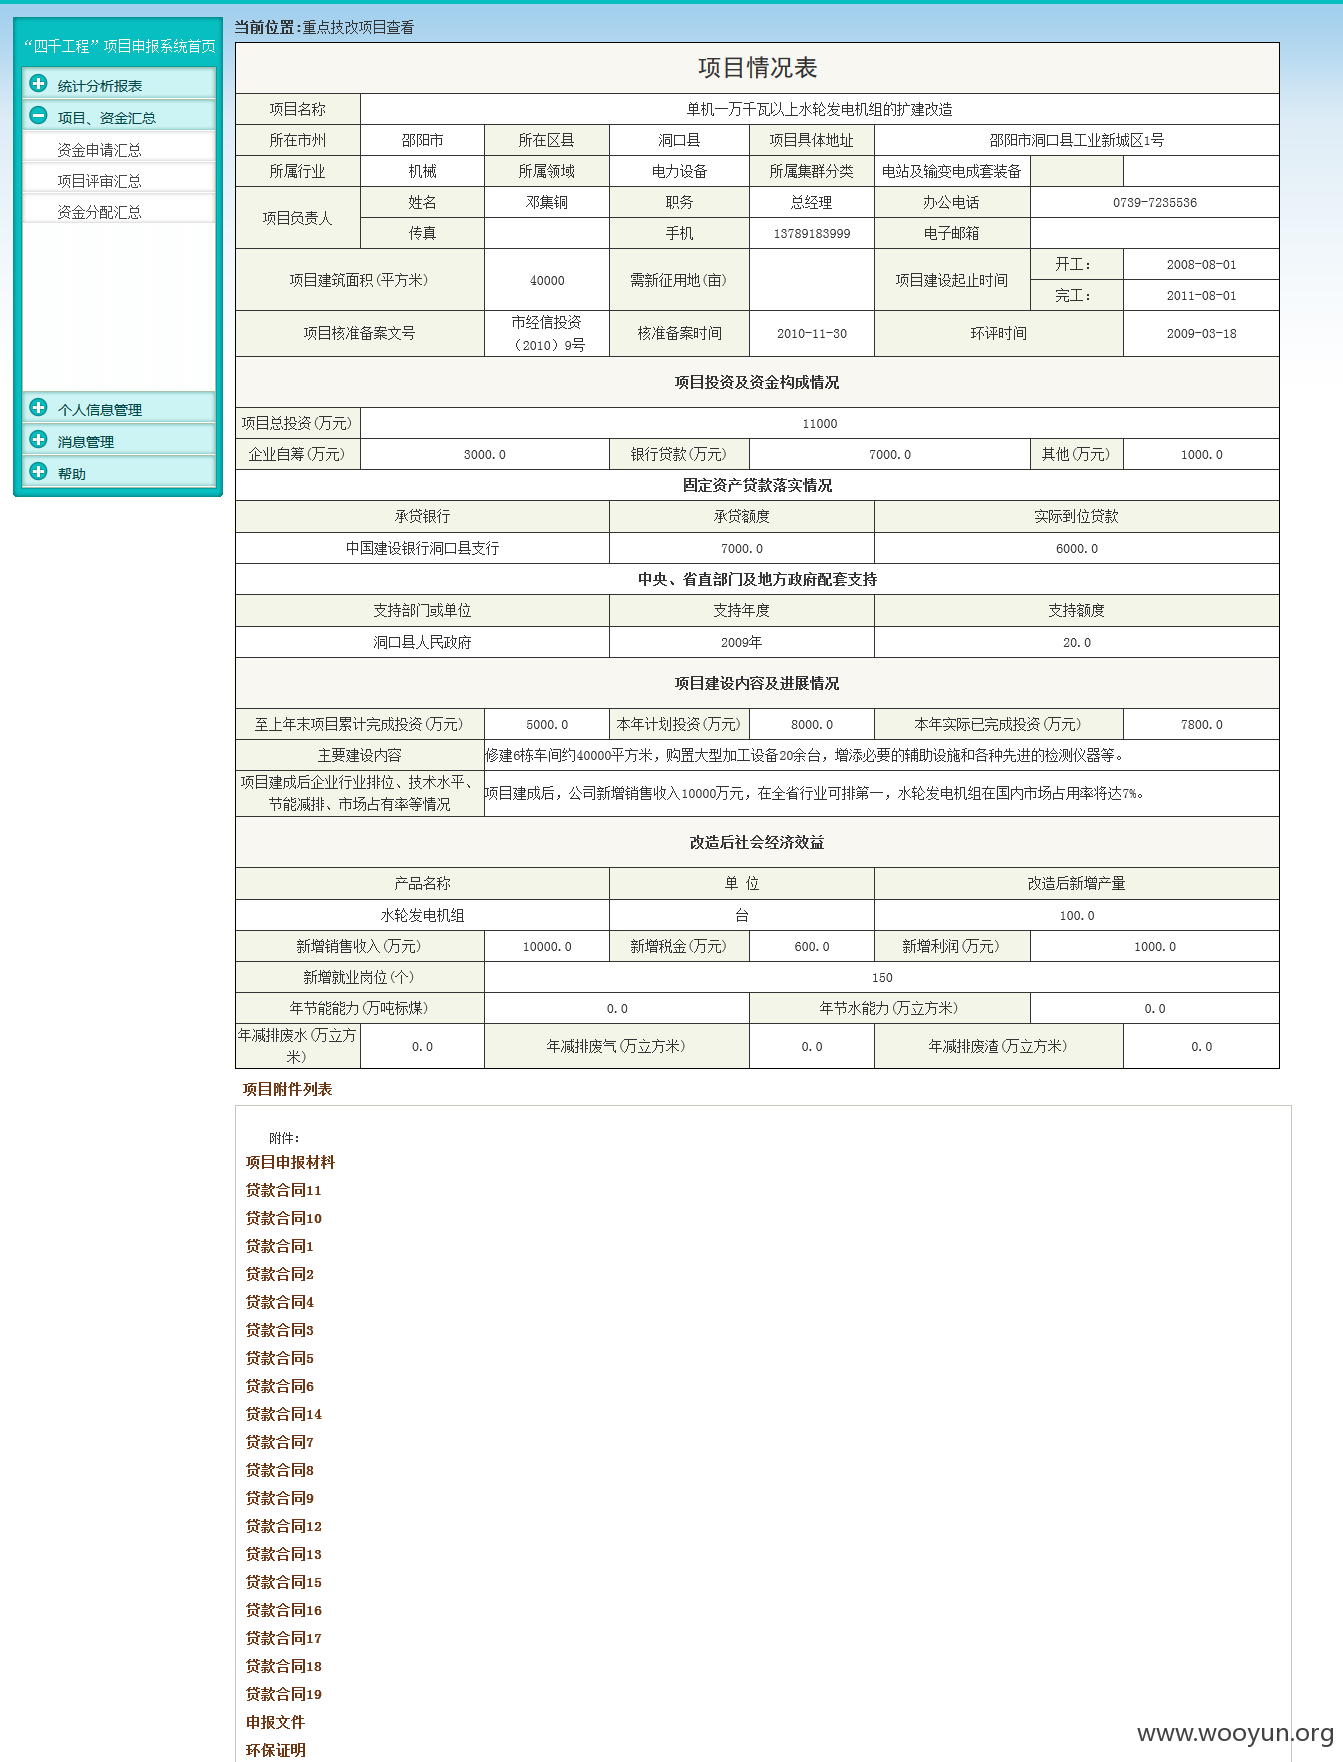 当前位置:重点技改项目查看
“四千工程”项目申报系统首页
统计分析报表
项目、资金汇总
资金申请汇总
项目评审汇总
资金分配汇总
个人信息管理
消息管理
帮助
项目情况表
项目名称 单机一万千瓦以上水轮发电机组的扩建改造
所在市州 邵阳市 所在区县 洞口县 项目具体地址 邵阳市洞口县工业新城区1号
所属行业 机械 所属领域 电力设备 所属集群分类 电站及输变电成套装备
项目负责人 姓名 邓集铜 职务 总经理 办公电话 0739-7235536
传真 手机 13789183999 电子邮箱
项目建筑面积(平方米) 40000 需新征用地(亩) 项目建设起止时间 开工: 2008-08-01
完工: 2011-08-01
项目核准备案文号 市经信投资
（2010）9号 核准备案时间 2010-11-30 环评时间 2009-03-18
项目投资及资金构成情况
项目总投资(万元) 11000
企业自筹(万元) 3000.0 银行贷款(万元) 7000.0 其他(万元) 1000.0
固定资产贷款落实情况
承贷银行 承贷额度 实际到位贷款
中国建设银行洞口县支行 7000.0 6000.0
中央、省直部门及地方政府配套支持
支持部门或单位 支持年度 支持额度
洞口县人民政府 2009年 20.0
项目建设内容及进展情况
至上年末项目累计完成投资(万元) 5000.0 本年计划投资(万元) 8000.0 本年实际已完成投资(万元) 7800.0
主要建设内容 修建6栋车间约40000平方米，购置大型加工设备20余台，增添必要的辅助设施和各种先进的检测仪器等。
项目建成后企业行业排位、技术水平、
节能减排、市场占有率等情况 项目建成后，公司新增销售收入10000万元，在全省行业可排第一，水轮发电机组在国内市场占用率将达7%。
改造后社会经济效益
产品名称 单 位 改造后新增产量
水轮发电机组 台 100.0
新增销售收入(万元) 10000.0 新增税金(万元) 600.0 新增利润(万元) 1000.0
新增就业岗位(个) 150
年节能能力(万吨标煤) 0.0 年节水能力(万立方米) 0.0
年减排废水(万立方
米) 0.0 年减排废气(万立方米) 0.0 年减排废渣(万立方米) 0.0
项目附件列表
附件:
项目申报材料
贷款合同11
贷款合同10
贷款合同1
贷款合同2
贷款合同4
贷款合同3
贷款合同5
贷款合同6
贷款合同14
贷款合同7
贷款合同8
贷款合同9
贷款合同12
贷款合同13
贷款合同15
贷款合同16
贷款合同17
贷款合同18
贷款合同19
申报文件
环保证明
www.wooyun.org